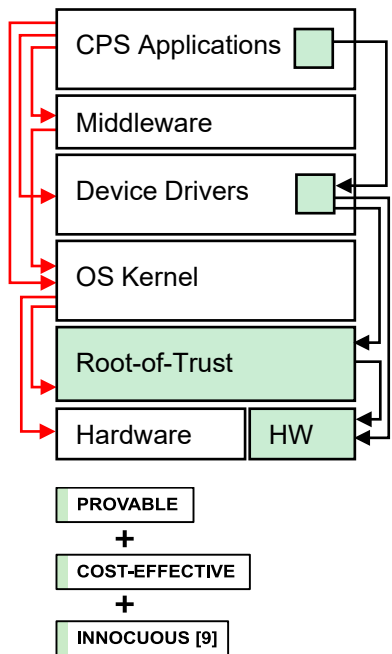 CPS Applications
Middleware
Device Drivers
OS Kernel
Root-of-Trust
Hardware
HW
PROVABLE
+
COST-EFFECTIVE
+
INNOCUOUS [9]